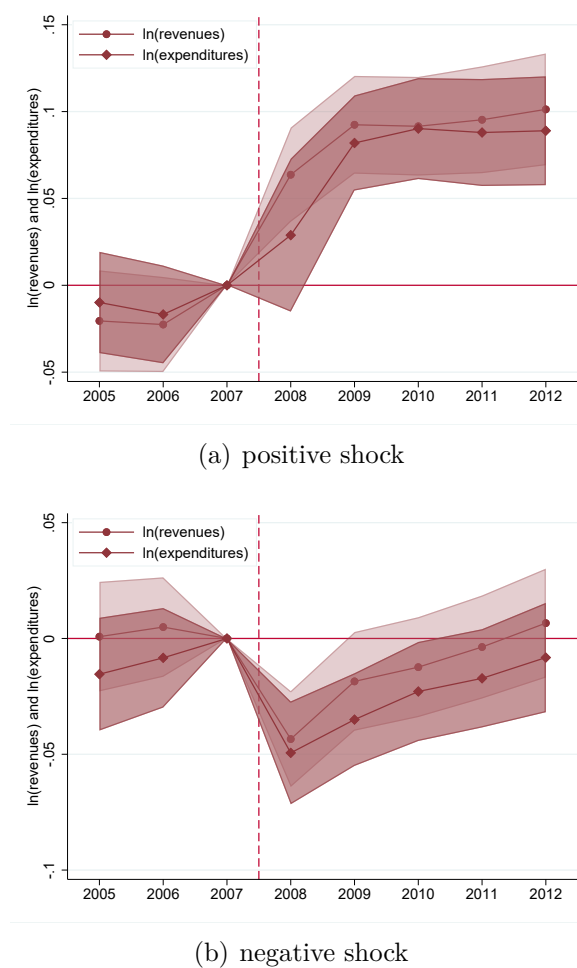 .15
.1
.05
0
-.05
ln(revenues) and ln(expenditures)
ln(revenues)
ln(expenditures)
2005 2006 2007 2008 2009 2010 2011 2012
(a) positive shock
.05
0
-.05
-.1
ln(revenues) and ln(expenditures)
ln(revenues)
ln(expenditures)
2005 2006 2007 2008 2009 2010 2011 2012
(b) negative shock